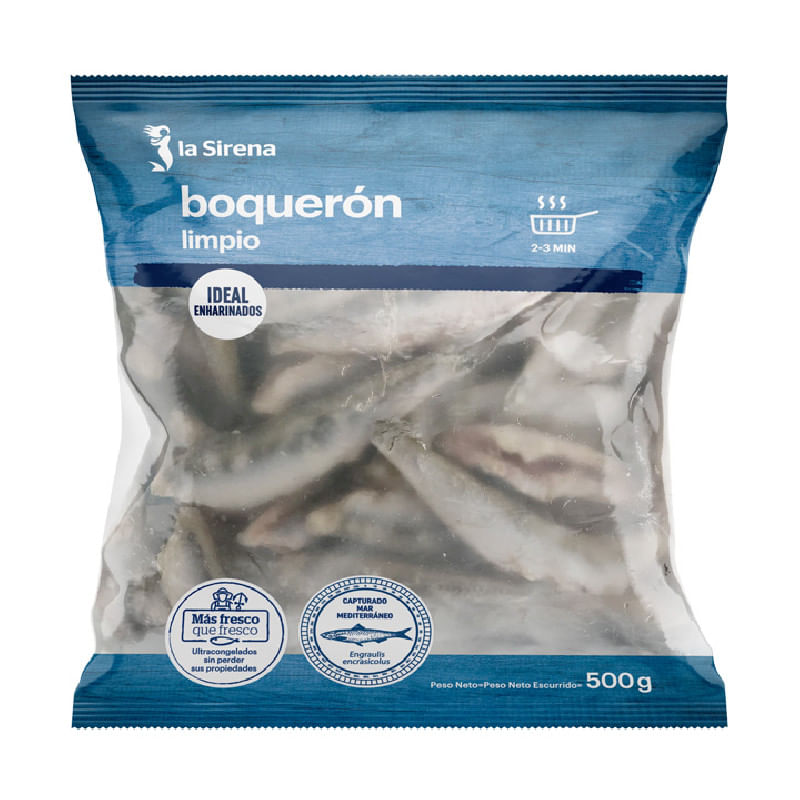 la Sirena
boquerón
limpio
2-3 MIN
IDEAL
ENHARINADOS
Más fresco
que fresco
Ultracongelados
sin perder
sus propiedades
CAPTURADO
MAR
MEDITERRÁNEO
Engraulis
encrasicolus
Peso Neto=Peso Neto Escurrido= 500g